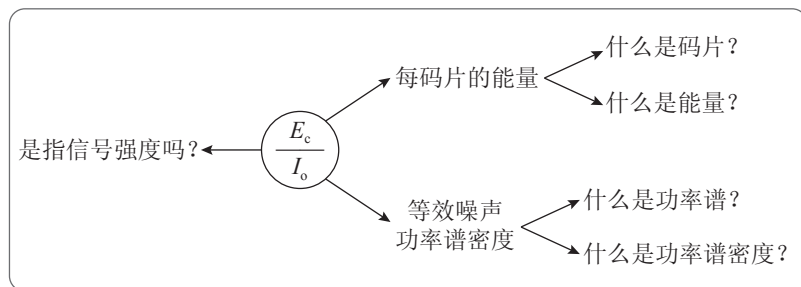 什么是码片？
每码片的能量
什么是能量？
是指信号强度吗？
E_c
I_o
等效噪声
功率谱密度
什么是功率谱？
什么是功率谱密度？